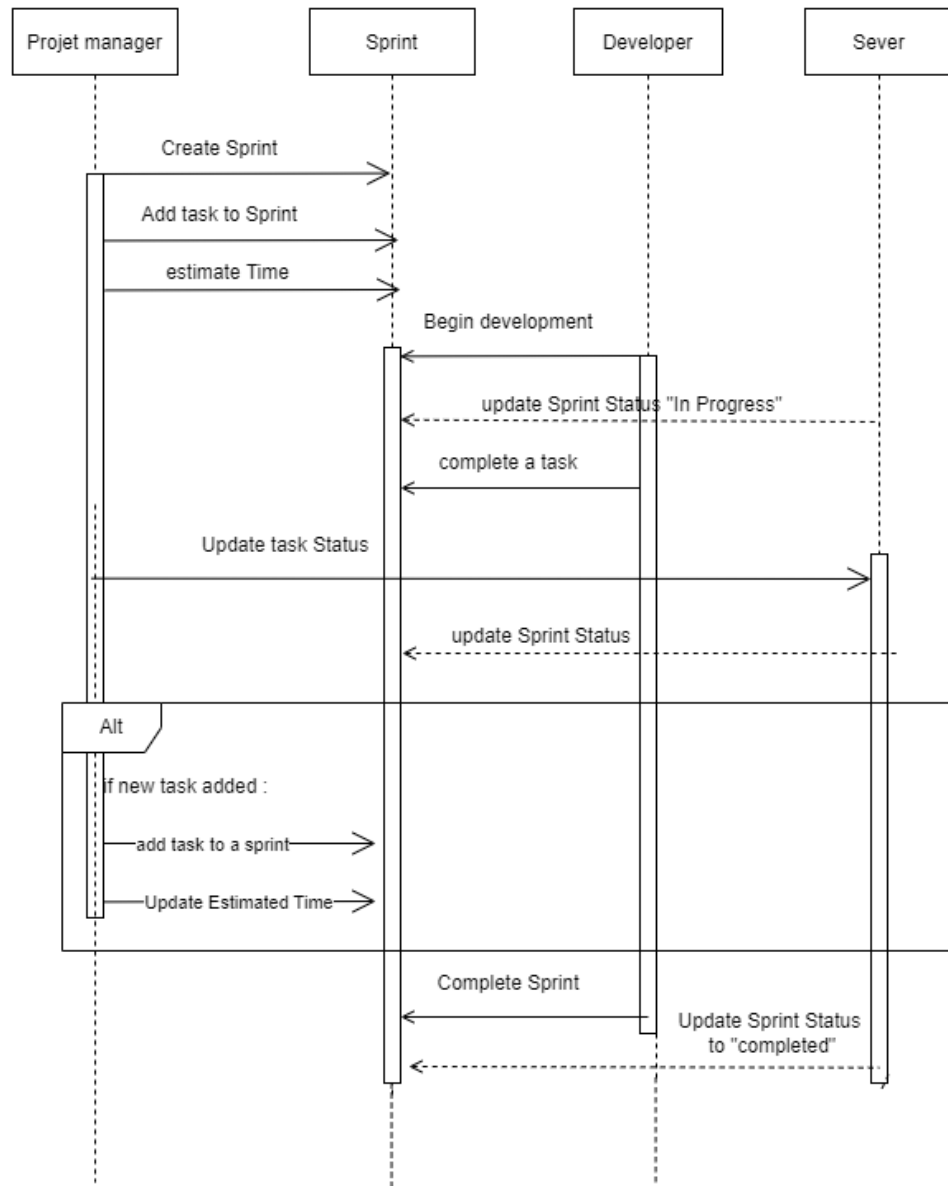 Projet manager
Sprint
Developer
Sever
Create Sprint
Add task to Sprint
estimate Time
Begin development
update Sprint Status "In Progress"
complete a task
Update task Status
update Sprint Status
Alt
if new task added :
add task to a sprint
Update Estimated Time
Complete Sprint
Update Sprint Status
to "completed"